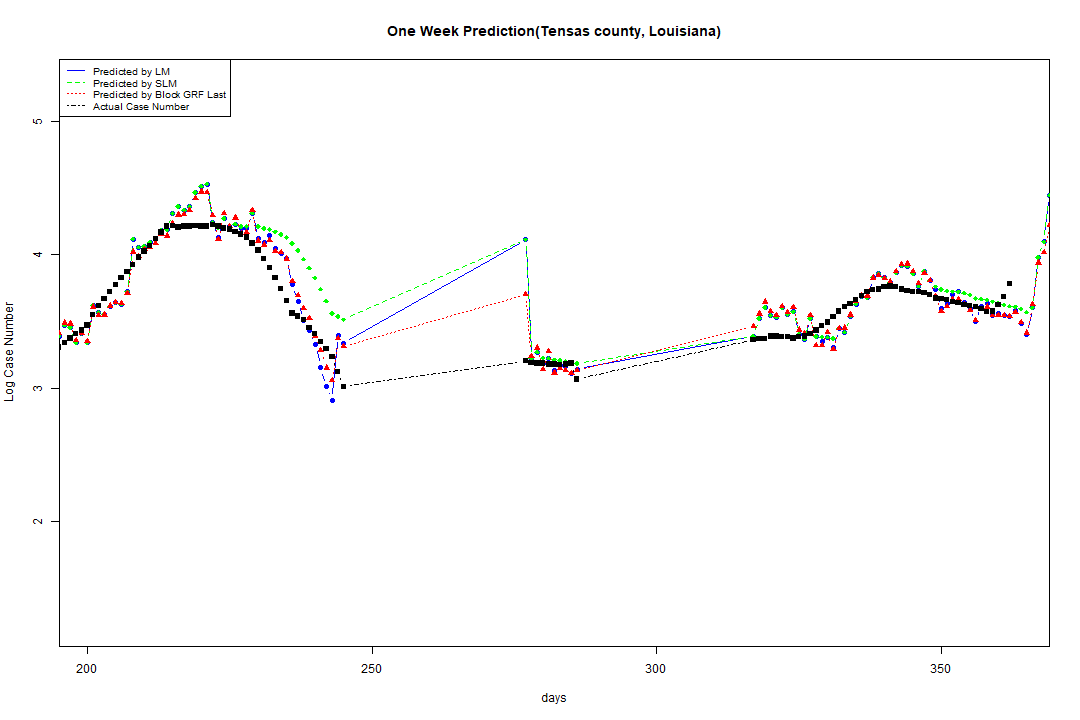 One Week Prediction(Tensas county, Louisiana)
Predicted by LM
Predicted by SLM
Predicted by Block GRF Last
Actual Case Number
5
4
3
2
Log Case Number
200
250
300
350
days